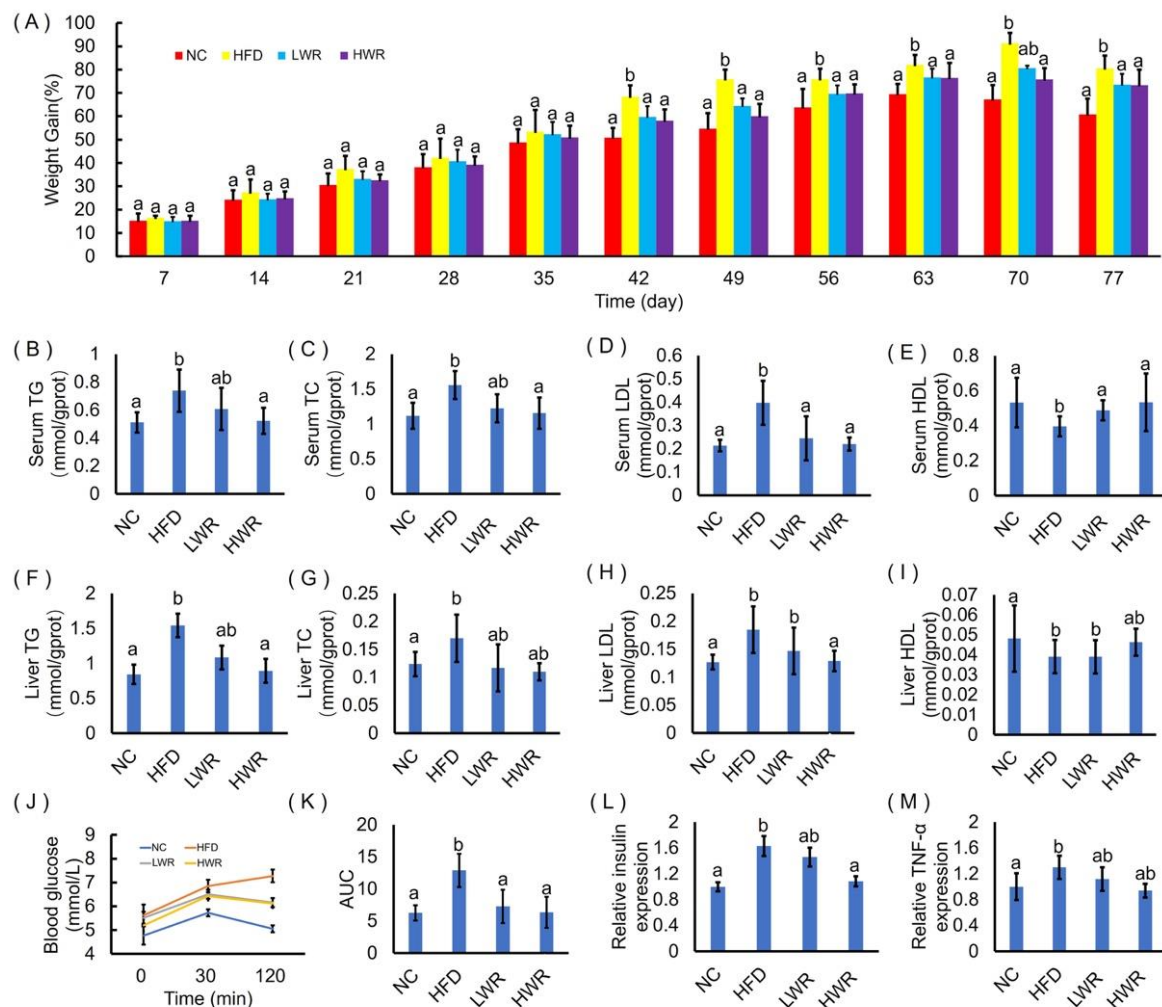 ( A )
NC HFD LWR HWR
Weight Gain(%)
100
90
80
70
60
50
40
30
20
10
0
a a a a a a a a a a a a a a a a a a a a a b a a a b a a a b a a a b a a a b ab a a b a a
7 14 21 28 35 42 49 56 63 70 77
Time (day)
( B )
Serum TG
(mmol/gprot)
1
0.8
0.6
0.4
0.2
0
a b ab a
NC HFD LWR HWR
( C )
Serum TC
(mmol/gprot)
2
1.5
1
0.5
0
a b a a
NC HFD LWR HWR
( D )
Serum LDL
(mmol/gprot)
0.6
0.5
0.4
0.3
0.2
0.1
0
a b a a
NC HFD LWR HWR
( E )
Serum HDL
(mmol/gprot)
0.8
0.6
0.4
0.2
0
a b a a
NC HFD LWR HWR
( F )
Liver TG
(mmol/gprot)
2
1.5
1
0.5
0
a b ab a
NC HFD LWR HWR
( G )
Liver TC
(mmol/gprot)
0.25
0.2
0.15
0.1
0.05
0
a b ab ab
NC HFD LWR HWR
( H )
Liver LDL
(mmol/gprot)
0.25
0.2
0.15
0.1
0.05
0
a b b a
NC HFD LWR HWR
( I )
Liver HDL
(mmol/gprot)
0.07
0.06
0.05
0.04
0.03
0.02
0.01
0
a b b ab
NC HFD LWR HWR
( J )
Blood glucose
(mmol/L)
9
8
7
6
5
4
NC HFD
LWR HWR
0 30 120
Time (min)
( K )
AUC
20
15
10
5
0
a b a a
NC HFD LWR HWR
( L )
Relative insulin
expression
2
1.6
1.2
0.8
0.4
0
a b ab a
NC HFD LWR HWR
( M )
Relative TNF-α
expression
2
1.6
1.2
0.8
0.4
0
a b ab ab
NC HFD LWR HWR